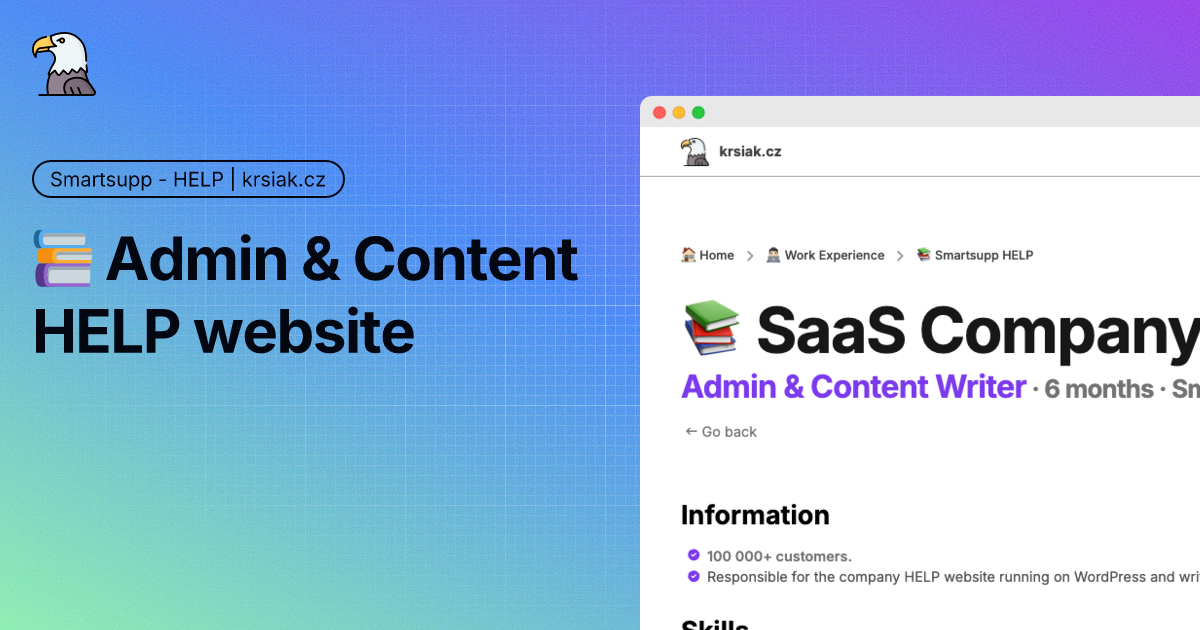 Smartsupp - HELP | krsiak.cz
📚 Admin & Content
HELP website
krsiak.cz
Home > Work Experience > Smartsupp HELP
SaaS Company
Admin & Content Writer · 6 months ·
← Go back
Information
100 000+ customers.
Responsible for the company HELP website running on WordPress and
Skills